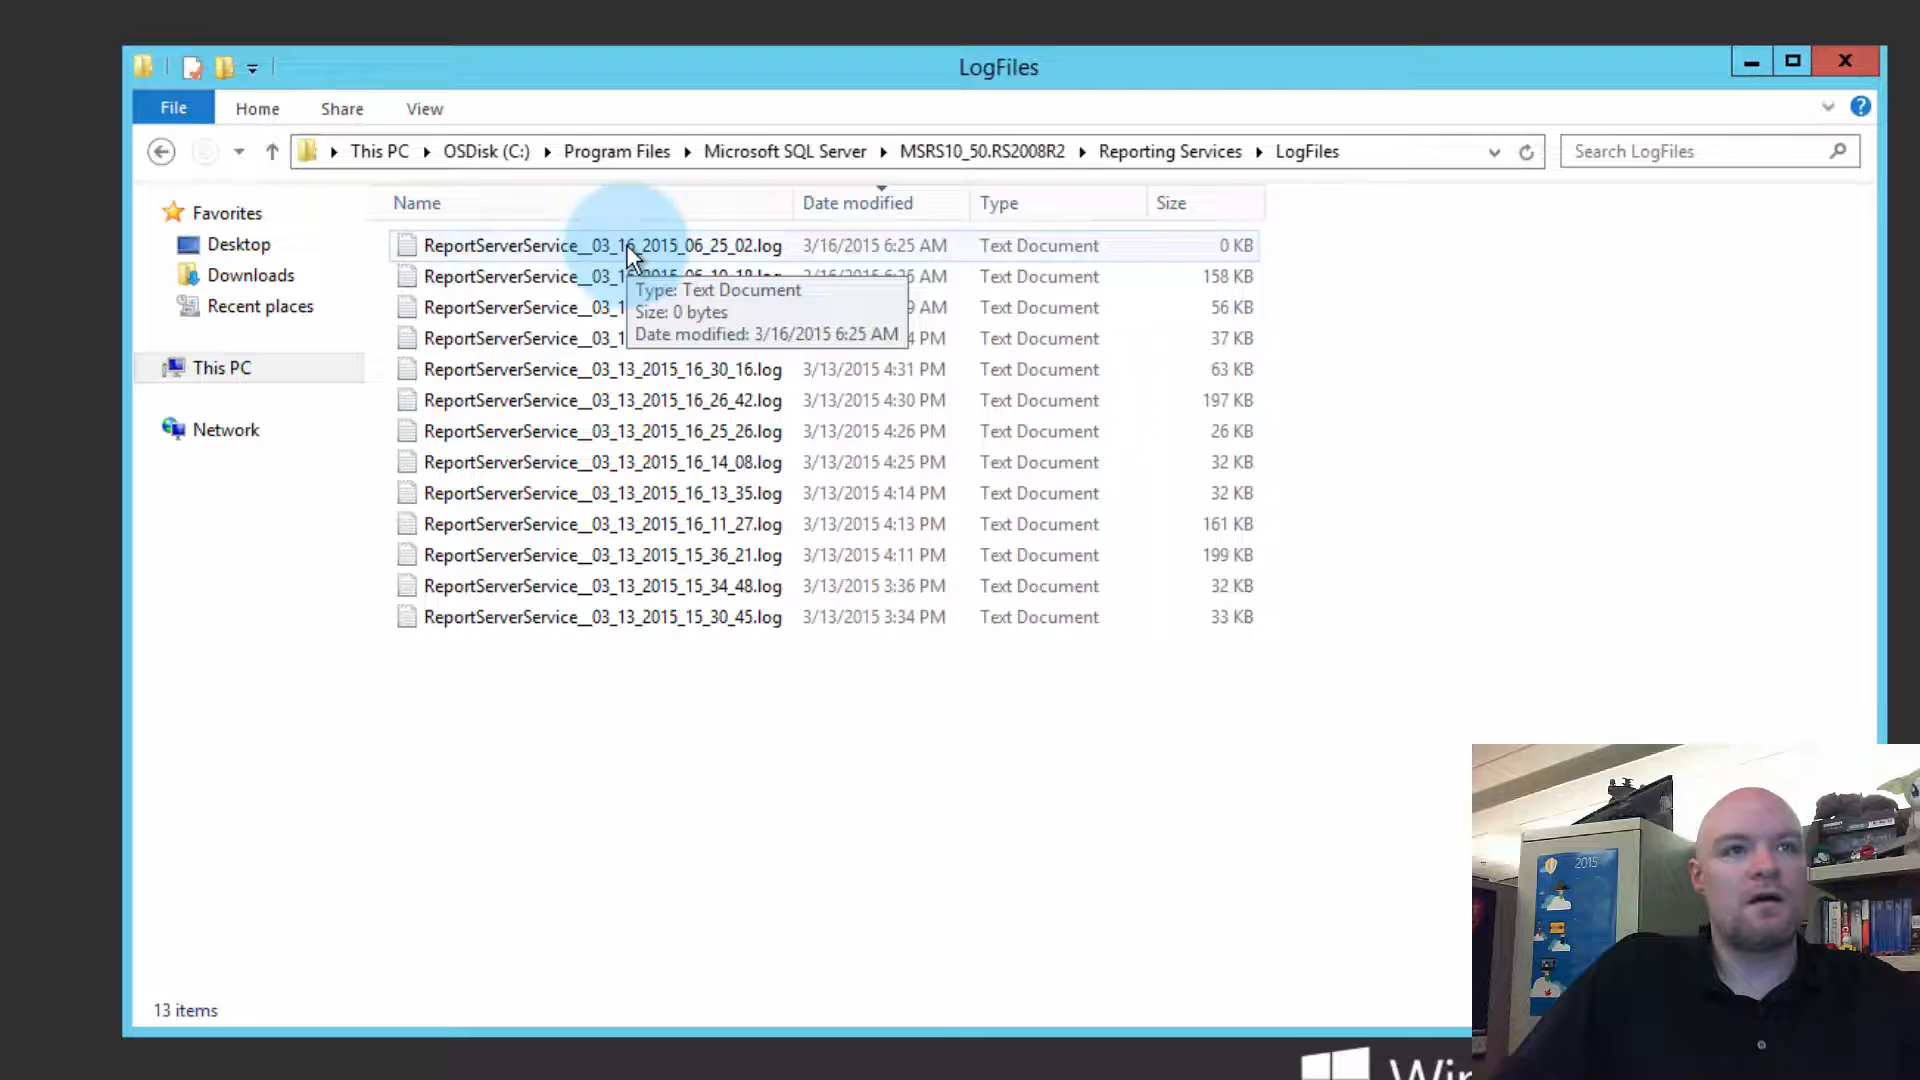 LogFiles
File Home Share View
This PC OSDisk (C:) Program Files Microsoft SQL Server MSRS10_50.RS2008R2 Reporting Services LogFiles
Search LogFiles
Name Date modified Type Size
Favorites
Desktop
Downloads
Recent places
This PC
Network
ReportServerService__03_16_2015_06_25_02.log 3/16/2015 6:25 AM Text Document 0 KB
Text Document 158 KB
Text Document 56 KB
Text Document 37 KB
Type: Text Document
Size: 0 bytes
Date modified: 3/16/2015 6:25 AM
ReportServerService__03_13_2015_16_30_16.log 3/13/2015 4:31 PM Text Document 63 KB
ReportServerService__03_13_2015_16_26_42.log 3/13/2015 4:30 PM Text Document 197 KB
ReportServerService__03_13_2015_16_25_26.log 3/13/2015 4:26 PM Text Document 26 KB
ReportServerService__03_13_2015_16_14_08.log 3/13/2015 4:25 PM Text Document 32 KB
ReportServerService__03_13_2015_16_13_35.log 3/13/2015 4:14 PM Text Document 32 KB
ReportServerService__03_13_2015_16_11_27.log 3/13/2015 4:13 PM Text Document 161 KB
ReportServerService__03_13_2015_15_36_21.log 3/13/2015 4:11 PM Text Document 199 KB
ReportServerService__03_13_2015_15_34_48.log 3/13/2015 3:36 PM Text Document 32 KB
ReportServerService__03_13_2015_15_30_45.log 3/13/2015 3:34 PM Text Document 33 KB
13 items
2015